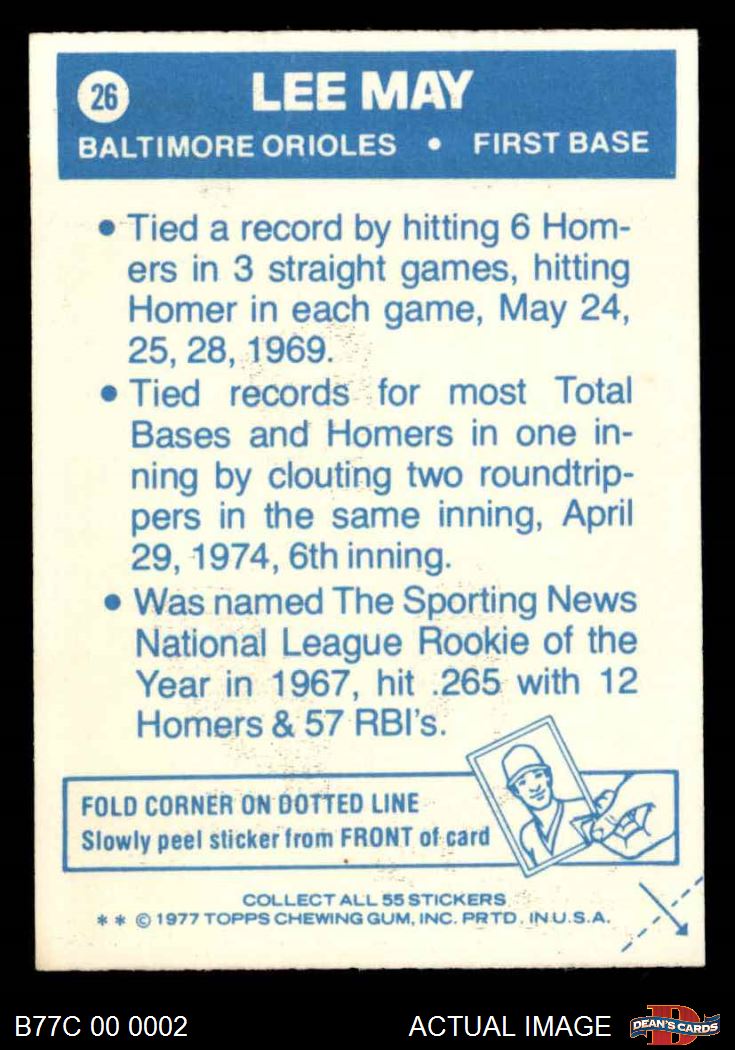 26
LEE MAY
BALTIMORE ORIOLES • FIRST BASE
• Tied a record by hitting 6 Hom-
ers in 3 straight games, hitting
Homer in each game, May 24,
25, 28, 1969.
• Tied records for most Total
Bases and Homers in one in-
ning by clouting two roundtrip-
pers in the same inning, April
29, 1974, 6th inning.
• Was named The Sporting News
National League Rookie of the
Year in 1967, hit .265 with 12
Homers & 57 RBI's.
FOLD CORNER ON DOTTED LINE
Slowly peel sticker from FRONT of card
COLLECT ALL 55 STICKERS
* * © 1977 TOPPS CHEWING GUM, INC. PRTD. IN U.S.A.
B77C 00 0002
ACTUAL IMAGE
D
DEAN'S CARDS